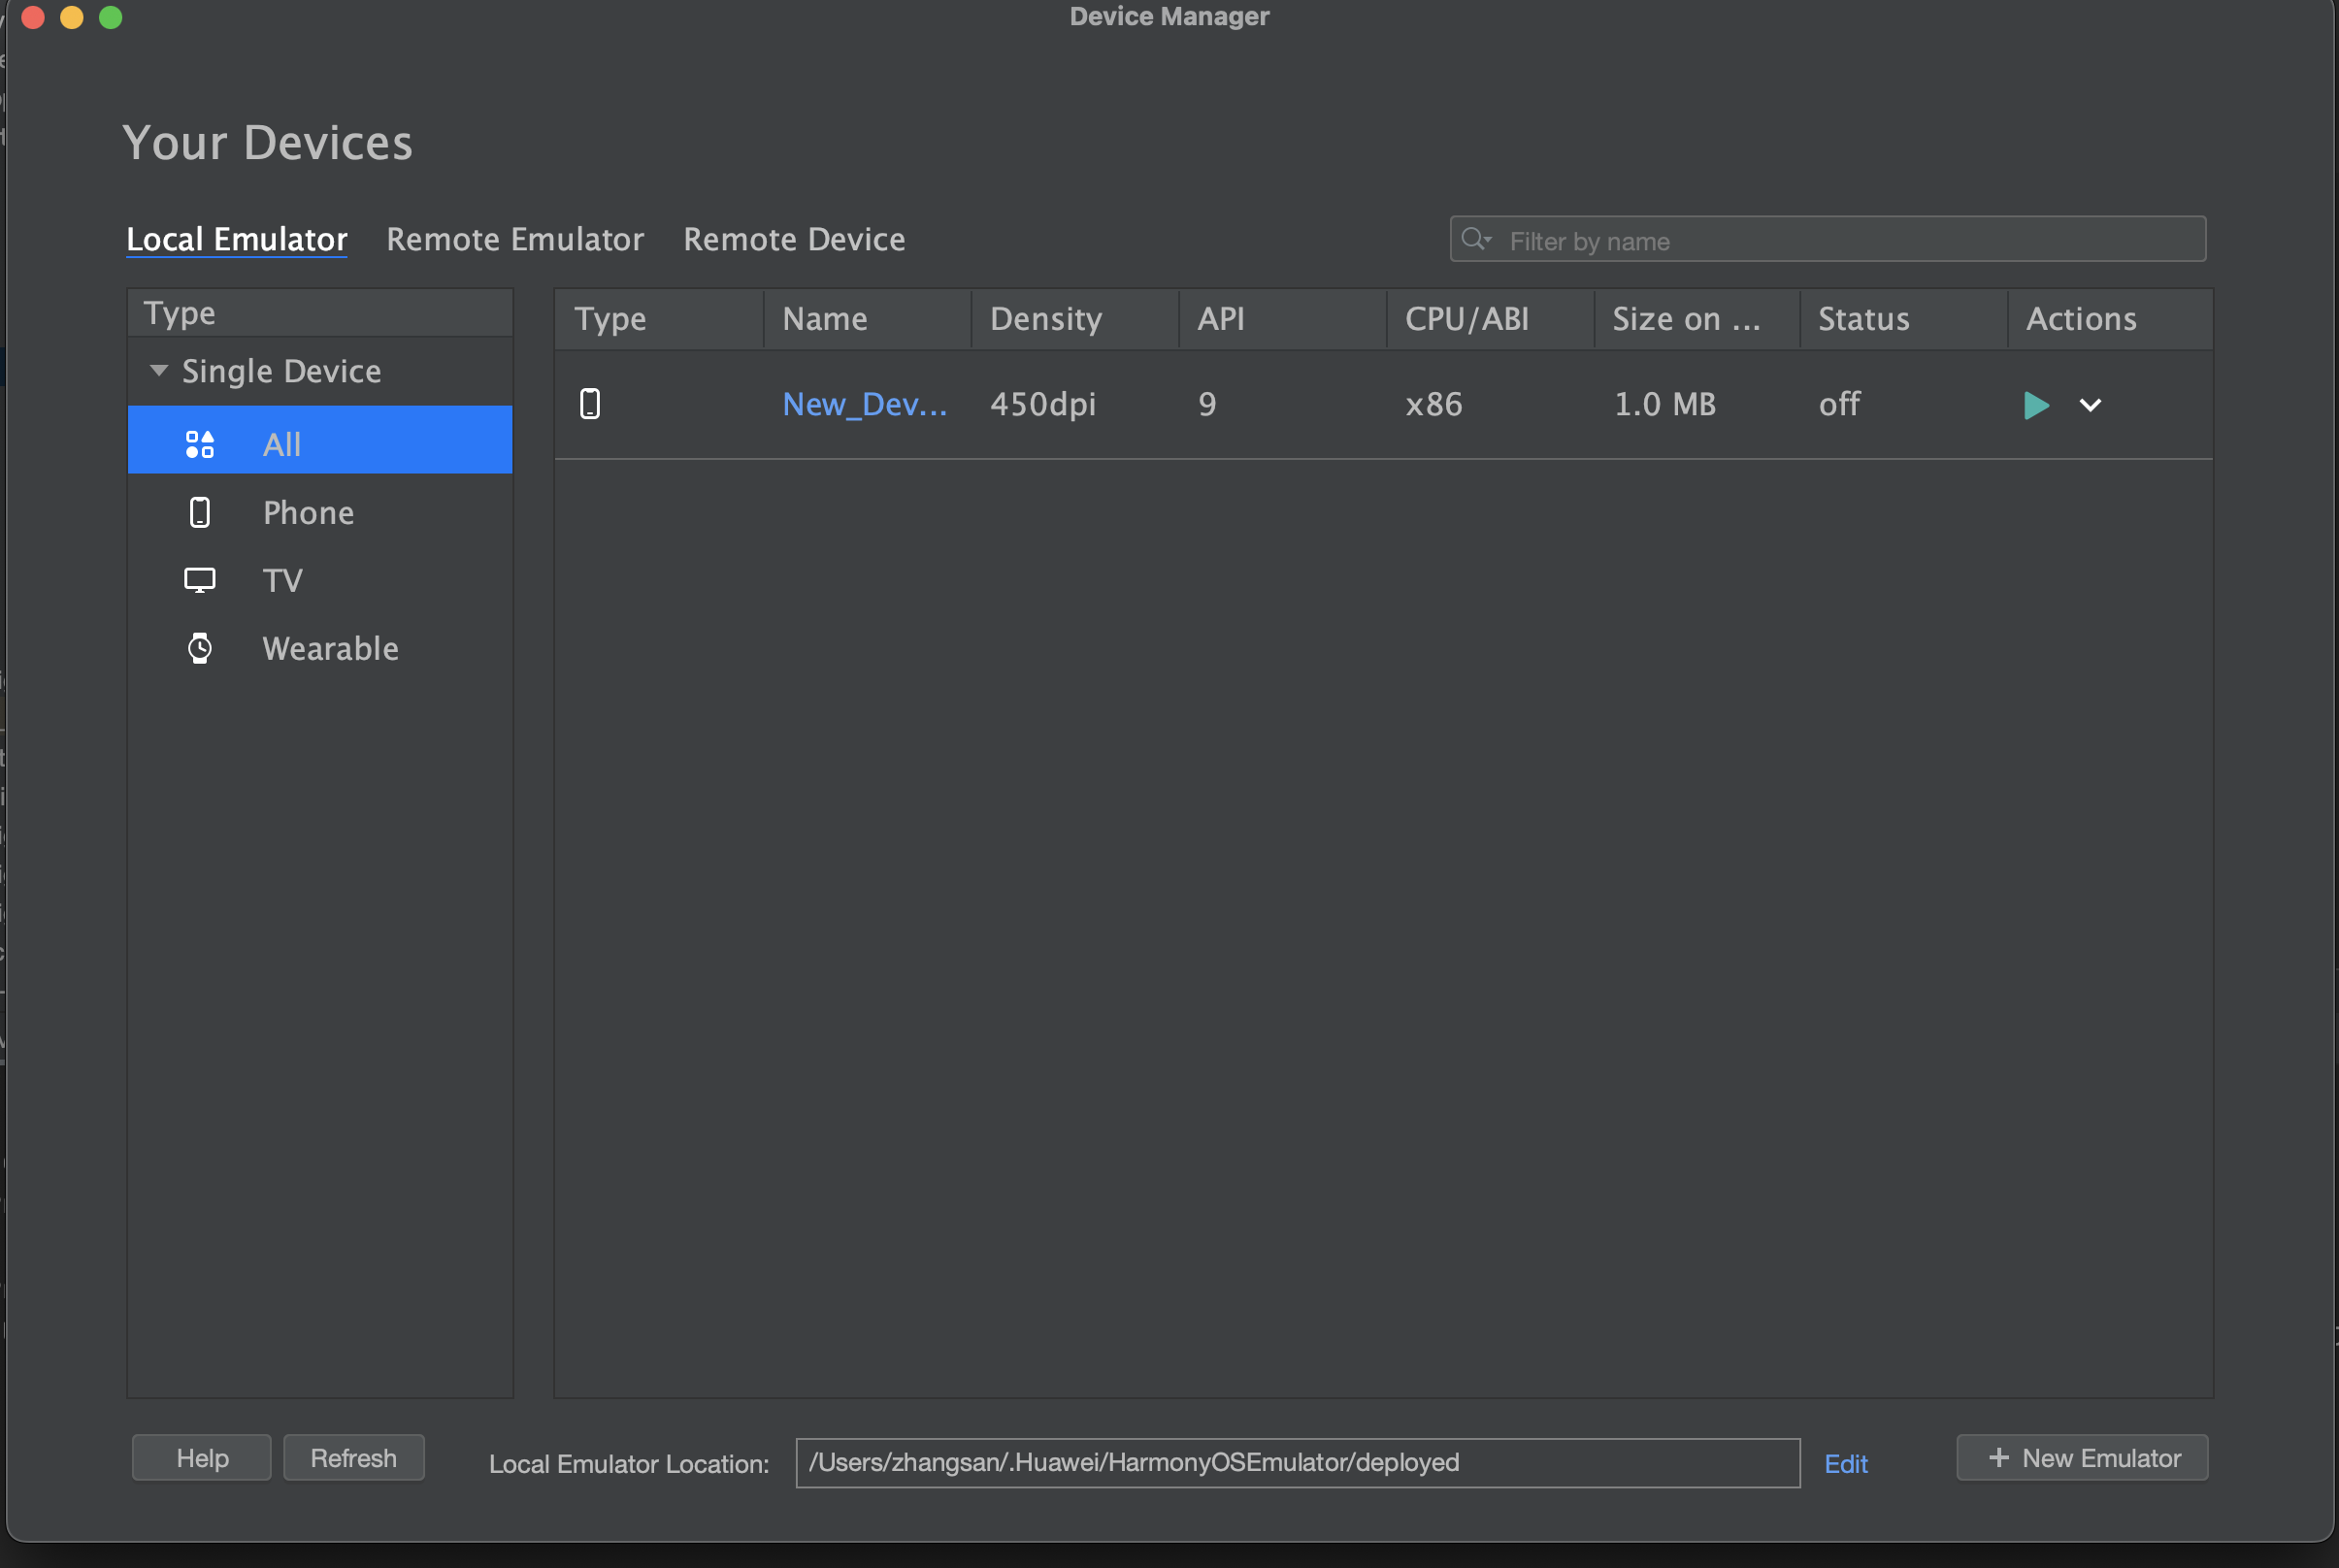 Device Manager
Your Devices
Local Emulator Remote Emulator Remote Device
Filter by name
Type
Single Device
All
Phone
TV
Wearable
Type Name Density API CPU/ABI Size on ... Status Actions
New_Dev... 450dpi 9 x86 1.0 MB off
Help Refresh Local Emulator Location: /Users/zhangsan/.Huawei/HarmonyOSEmulator/deployed Edit + New Emulator